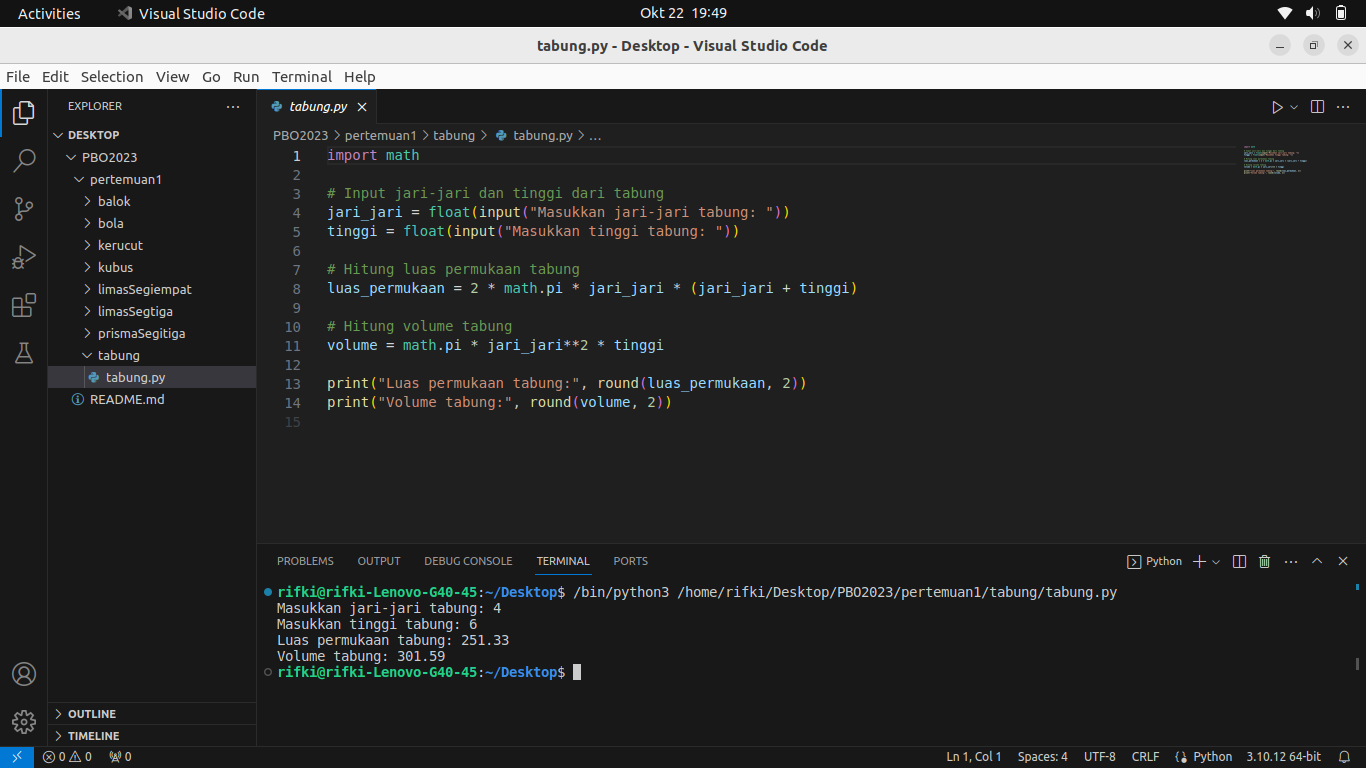 Activities Visual Studio Code Okt 22 19:49
tabung.py - Desktop - Visual Studio Code
File Edit Selection View Go Run Terminal Help
EXPLORER
DESKTOP
PBO2023
pertemuan1
balok
bola
kerucut
kubus
limasSegiempat
limasSegtiga
prismaSegitiga
tabung
tabung.py
README.md
OUTLINE
TIMELINE
tabung.py
PBO2023 > pertemuan1 > tabung > tabung.py > ...
1 import math
2
3 # Input jari-jari dan tinggi dari tabung
4 jari_jari = float(input("Masukkan jari-jari tabung: "))
5 tinggi = float(input("Masukkan tinggi tabung: "))
6
7 # Hitung luas permukaan tabung
8 luas_permukaan = 2 * math.pi * jari_jari * (jari_jari + tinggi)
9
10 # Hitung volume tabung
11 volume = math.pi * jari_jari**2 * tinggi
12
13 print("Luas permukaan tabung:", round(luas_permukaan, 2))
14 print("Volume tabung:", round(volume, 2))
15
PROBLEMS OUTPUT DEBUG CONSOLE TERMINAL PORTS Python
rifki@rifki-Lenovo-G40-45:~/Desktop$ /bin/python3 /home/rifki/Desktop/PBO2023/pertemuan1/tabung/tabung.py
Masukkan jari-jari tabung: 4
Masukkan tinggi tabung: 6
Luas permukaan tabung: 251.33
Volume tabung: 301.59
rifki@rifki-Lenovo-G40-45:~/Desktop$
0 0 0 Ln 1, Col 1 Spaces: 4 UTF-8 CRLF Python 3.10.12 64-bit